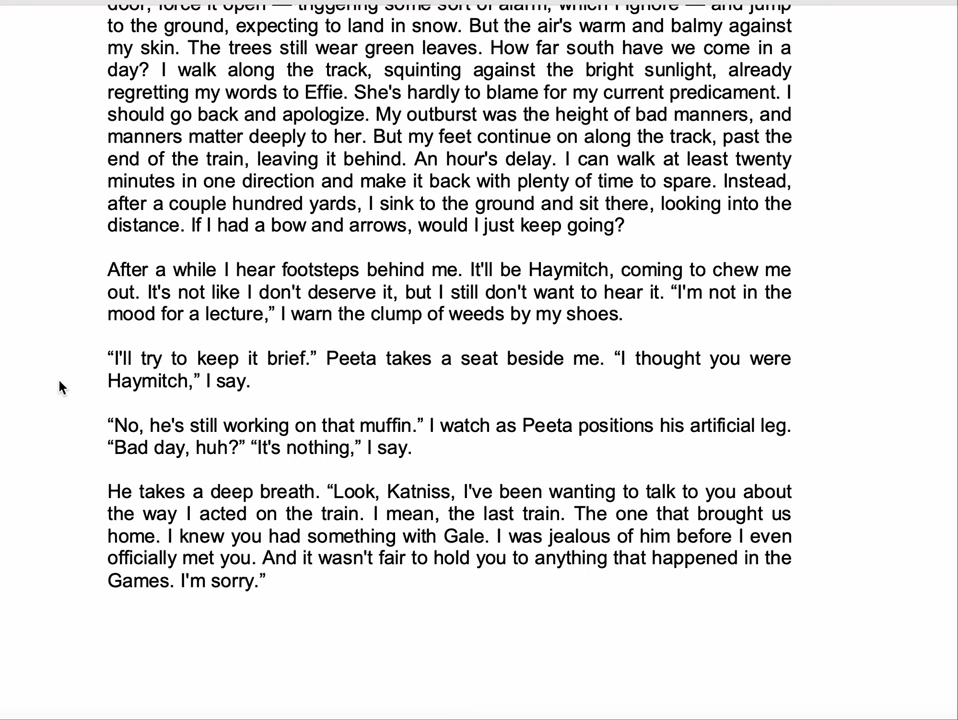 door, force it open — triggering some sort of alarm, which I ignore — and jump
to the ground, expecting to land in snow. But the air's warm and balmy against
my skin. The trees still wear green leaves. How far south have we come in a
day? I walk along the track, squinting against the bright sunlight, already
regretting my words to Effie. She's hardly to blame for my current predicament. I
should go back and apologize. My outburst was the height of bad manners, and
manners matter deeply to her. But my feet continue on along the track, past the
end of the train, leaving it behind. An hour's delay. I can walk at least twenty
minutes in one direction and make it back with plenty of time to spare. Instead,
after a couple hundred yards, I sink to the ground and sit there, looking into the
distance. If I had a bow and arrows, would I just keep going?
After a while I hear footsteps behind me. It'll be Haymitch, coming to chew me
out. It's not like I don't deserve it, but I still don't want to hear it. “I'm not in the
mood for a lecture,” I warn the clump of weeds by my shoes.
“I'll try to keep it brief.” Peeta takes a seat beside me. “I thought you were
Haymitch,” I say.
“No, he's still working on that muffin.” I watch as Peeta positions his artificial leg.
“Bad day, huh?” “It's nothing,” I say.
He takes a deep breath. “Look, Katniss, I've been wanting to talk to you about
the way I acted on the train. I mean, the last train. The one that brought us
home. I knew you had something with Gale. I was jealous of him before I even
officially met you. And it wasn't fair to hold you to anything that happened in the
Games. I'm sorry.”